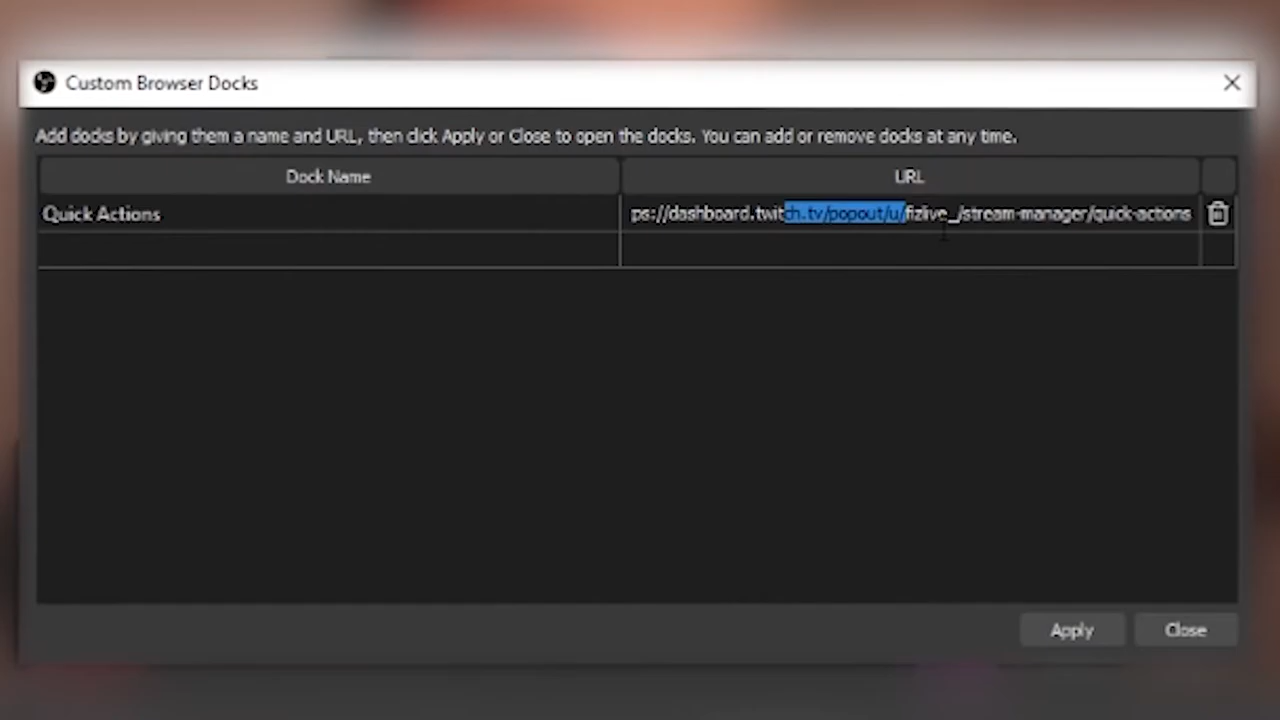 Custom Browser Docks
Add docks by giving them a name and URL, then click Apply or Close to open the docks. You can add or remove docks at any time.
Dock Name URL
Quick Actions ps://dashboard.twitch.tv/popout/u/fizlive_/stream-manager/quick-actions
Apply Close